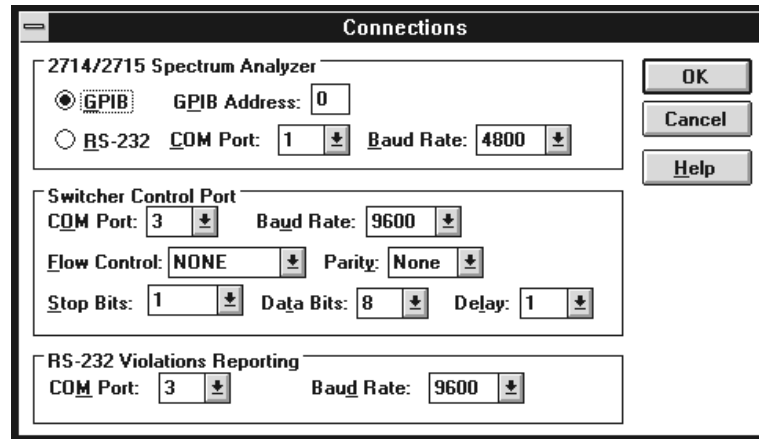 Connections
2714/2715 Spectrum Analyzer
GPIB GPIB Address: 0
RS-232 COM Port: 1 Baud Rate: 4800
OK
Cancel
Help
Switcher Control Port
COM Port: 3 Baud Rate: 9600
Flow Control: NONE Parity: None
Stop Bits: 1 Data Bits: 8 Delay: 1
RS-232 Violations Reporting
COM Port: 3 Baud Rate: 9600